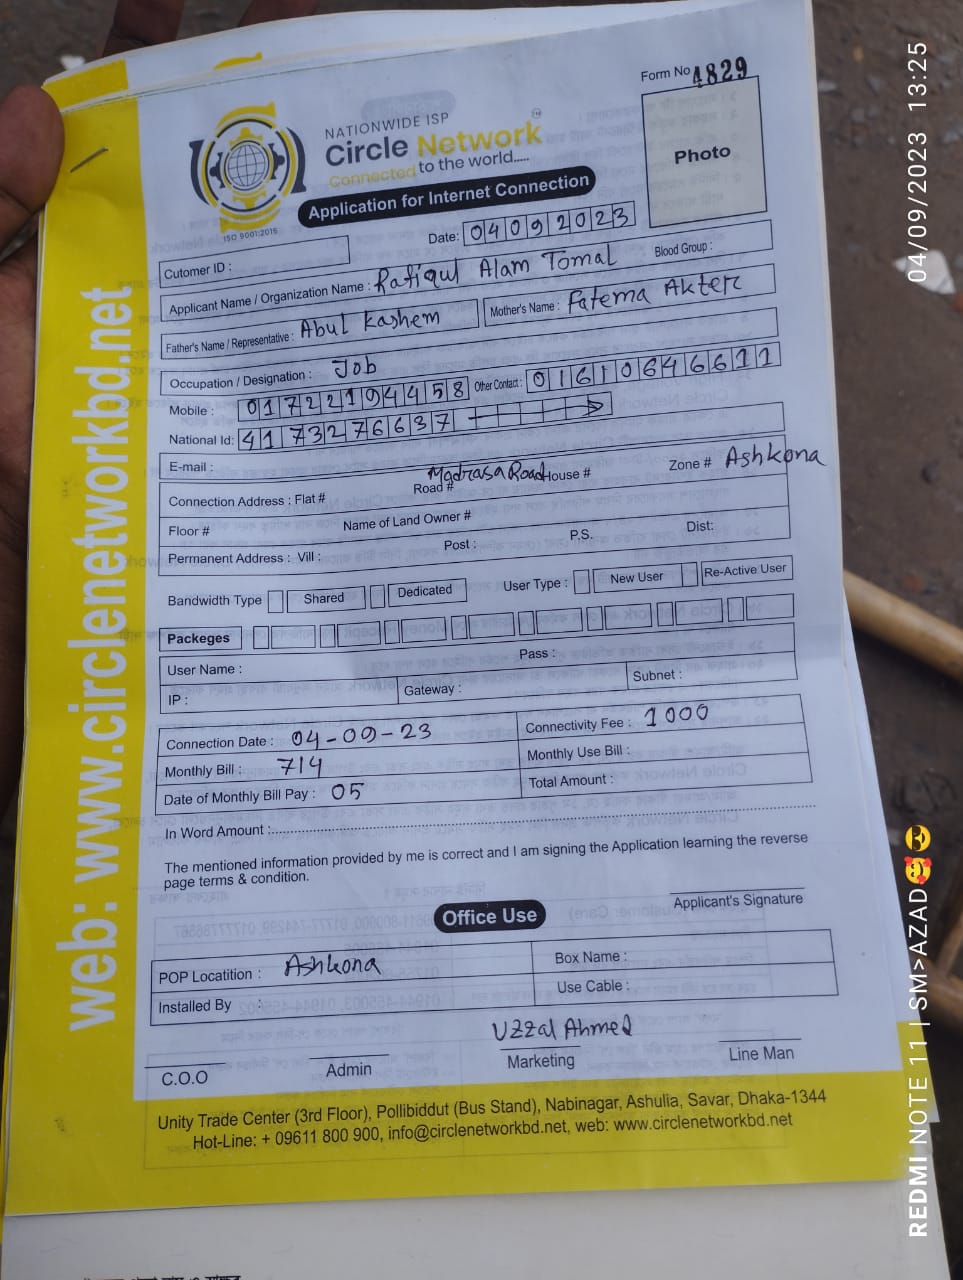 Form No 4829
NATIONWIDE ISP
Circle Network
Connected to the world.....
ISO 9001:2015
Photo
Application for Internet Connection
Date: 04092023
Cutomer ID :
Applicant Name / Organization Name : Rafiqul Alam Tomal Blood Group :
Father's Name / Representative : Abul Kashem Mother's Name : Fatema Akter
Occupation / Designation : Job
Mobile : 01722194458 Other Contact : 01610646611
National Id: 4173276637
E-mail :
Connection Address : Flat # Road # Madrasa Road House # Zone # Ashkona
Floor # Name of Land Owner #
Permanent Address : Vill : Post : P.S. Dist:
Bandwidth Type Shared Dedicated User Type : New User Re-Active User
Packeges
User Name : Pass :
IP : Gateway : Subnet :
Connection Date : 04-09-23 Connectivity Fee : 1000
Monthly Bill : 714 Monthly Use Bill :
Date of Monthly Bill Pay : 05 Total Amount :
In Word Amount :
The mentioned information provided by me is correct and I am signing the Application learning the reverse
page terms & condition.
Applicant's Signature
Office Use
POP Locatition : Ashkona Box Name :
Installed By : Use Cable :
Uzzal Ahmed
C.O.O Admin Marketing Line Man
Unity Trade Center (3rd Floor), Pollibiddut (Bus Stand), Nabinagar, Ashulia, Savar, Dhaka-1344
Hot-Line: + 09611 800 900, info@circlenetworkbd.net, web: www.circlenetworkbd.net
web: www.circlenetworkbd.net
04/09/2023 13:25
REDMI NOTE 11 | SM>AZAD🥰😎